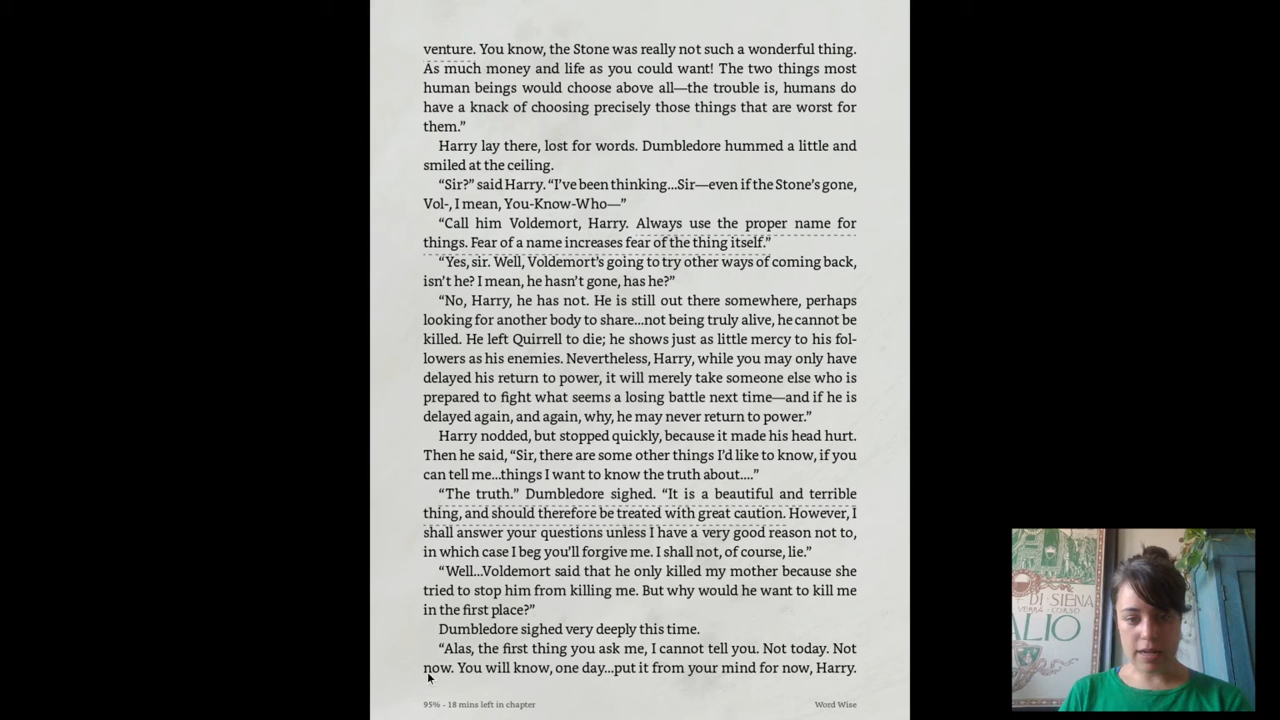 venture. You know, the Stone was really not such a wonderful thing.
As much money and life as you could want! The two things most
human beings would choose above all—the trouble is, humans do
have a knack of choosing precisely those things that are worst for
them.”
Harry lay there, lost for words. Dumbledore hummed a little and
smiled at the ceiling.
“Sir?” said Harry. “I’ve been thinking...Sir—even if the Stone’s gone,
Vol-, I mean, You-Know-Who—”
“Call him Voldemort, Harry. Always use the proper name for
things. Fear of a name increases fear of the thing itself.”
“Yes, sir. Well, Voldemort’s going to try other ways of coming back,
isn’t he? I mean, he hasn’t gone, has he?”
“No, Harry, he has not. He is still out there somewhere, perhaps
looking for another body to share...not being truly alive, he cannot be
killed. He left Quirrell to die; he shows just as little mercy to his fol-
lowers as his enemies. Nevertheless, Harry, while you may only have
delayed his return to power, it will merely take someone else who is
prepared to fight what seems a losing battle next time—and if he is
delayed again, and again, why, he may never return to power.”
Harry nodded, but stopped quickly, because it made his head hurt.
Then he said, “Sir, there are some other things I’d like to know, if you
can tell me...things I want to know the truth about....”
“The truth.” Dumbledore sighed. “It is a beautiful and terrible
thing, and should therefore be treated with great caution. However, I
shall answer your questions unless I have a very good reason not to,
in which case I beg you’ll forgive me. I shall not, of course, lie.”
“Well...Voldemort said that he only killed my mother because she
tried to stop him from killing me. But why would he want to kill me
in the first place?”
Dumbledore sighed very deeply this time.
“Alas, the first thing you ask me, I cannot tell you. Not today. Not
now. You will know, one day...put it from your mind for now, Harry.
95% - 18 mins left in chapter
Word Wise
DI SIENA
CORSO
ALIO